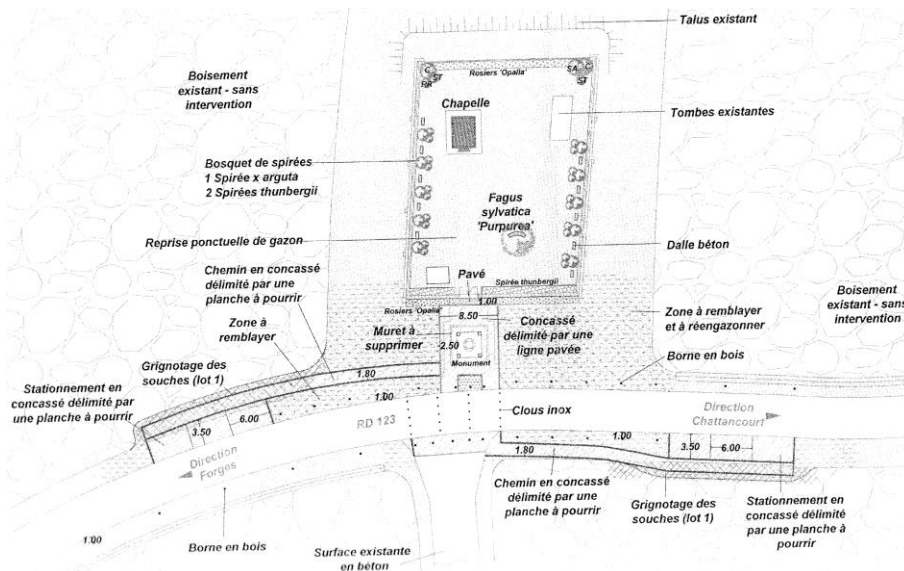 Talus existant
Boisement
existant - sans
intervention
Rosiers 'Opalia'
C
ST
RR
SA
C
ST
Chapelle
Tombes existantes
Bosquet de spirées
1 Spirée x arguta
2 Spirées thunbergii
Fagus
sylvatica
'Purpurea'
Reprise ponctuelle de gazon
Dalle béton
Chemin en concassé
délimité par une
planche à pourrir
Pavé
Spirée thunbergii
1.00
Boisement
existant - sans
intervention
Rosiers 'Opalia'
8.50
Concassé
délimité par une
ligne pavée
Zone à remblayer
et à réengazonner
Zone à
remblayer
Muret à
supprimer
2.50
Monument
Borne en bois
Grignotage des
souches (lot 1)
1.80
Stationnement en
concassé délimité par
une planche à pourrir
3.50
6.00
1.00
RD 123
Clous inox
Direction
Chattancourt
Direction
Forges
1.80
1.00
3.50
6.00
Chemin en concassé
délimité par une
planche à pourrir
Grignotage des
souches (lot 1)
Stationnement en
concassé délimité
par une planche à
pourrir
1.00
Borne en bois
Surface existante
en béton